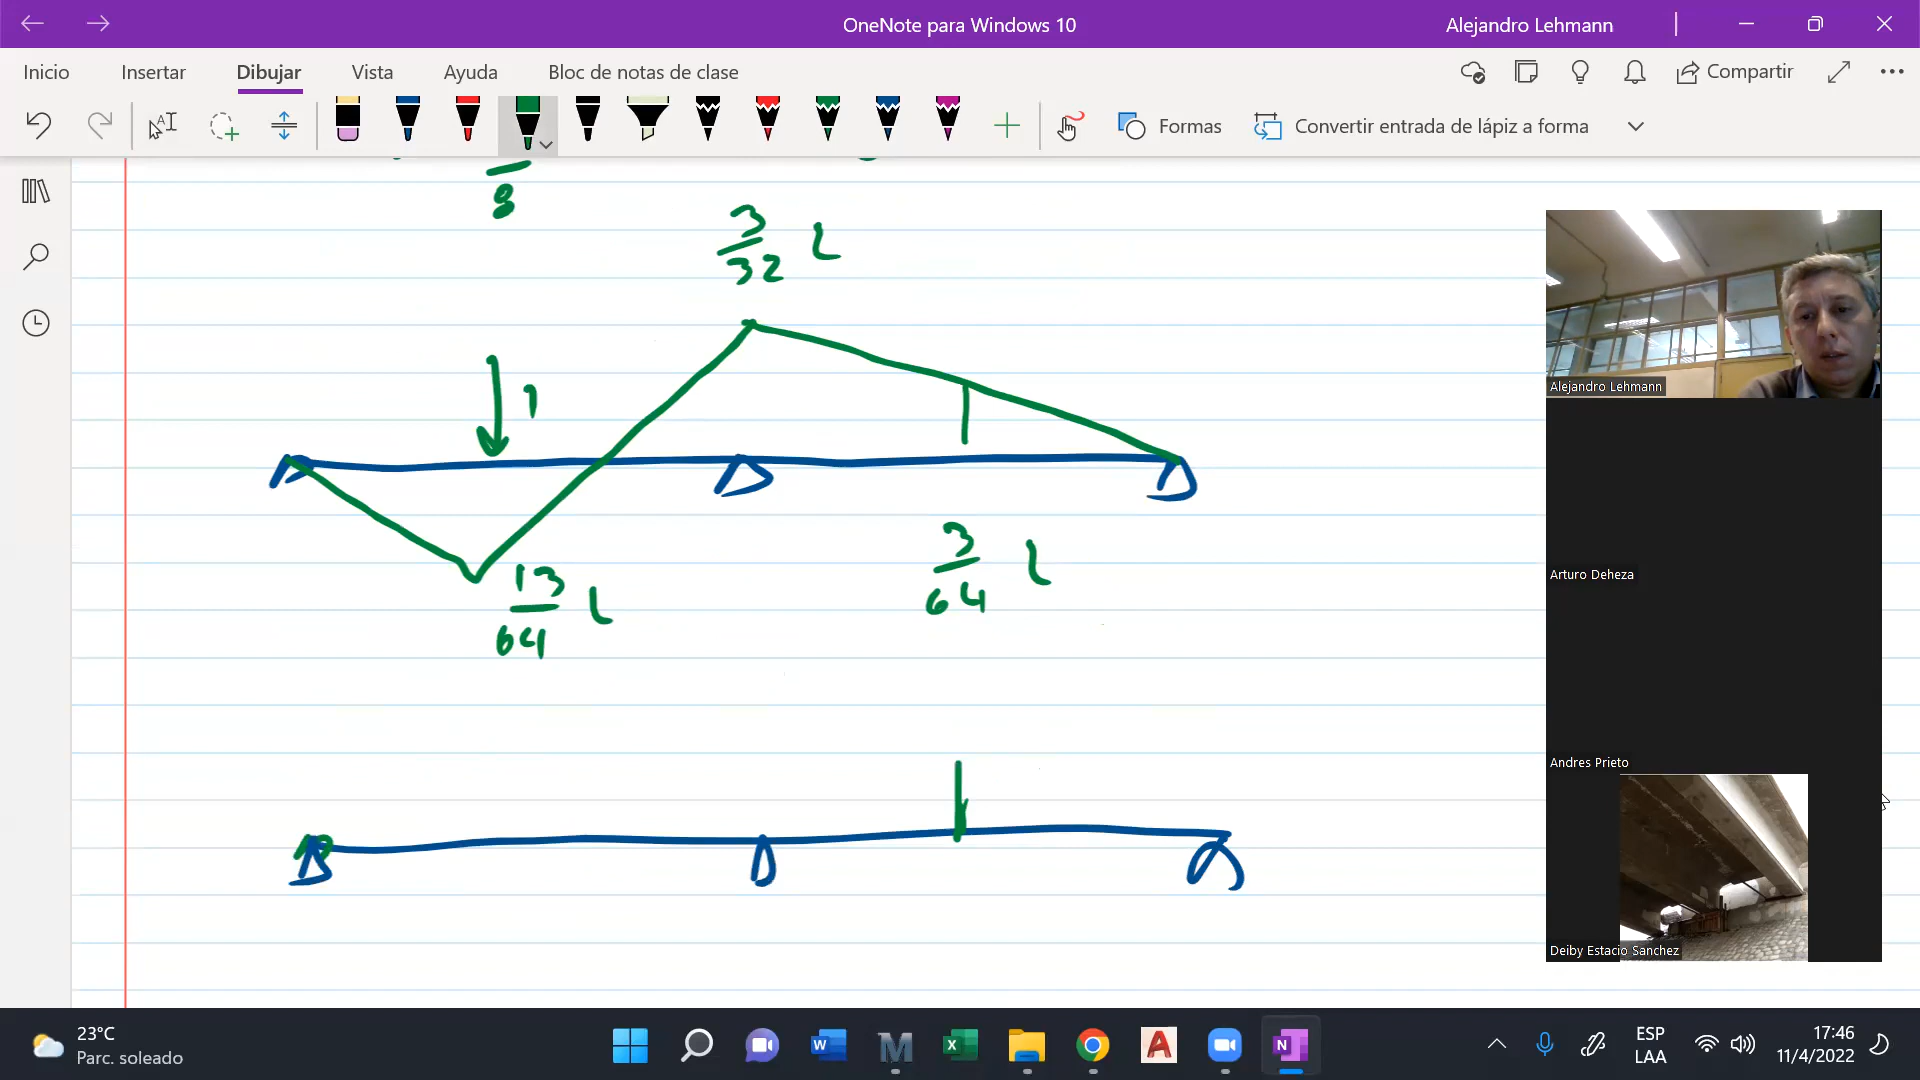 OneNote para Windows 10
Alejandro Lehmann
Inicio Insertar Dibujar Vista Ayuda Bloc de notas de clase
Compartir
Formas
Convertir entrada de lápiz a forma
8
3
32 L
1
13
64 L
3
64 L
Alejandro Lehmann
Arturo Deheza
Andres Prieto
Deiby Estacio Sanchez
23°C
Parc. soleado
ESP
LAA
17:46
11/4/2022